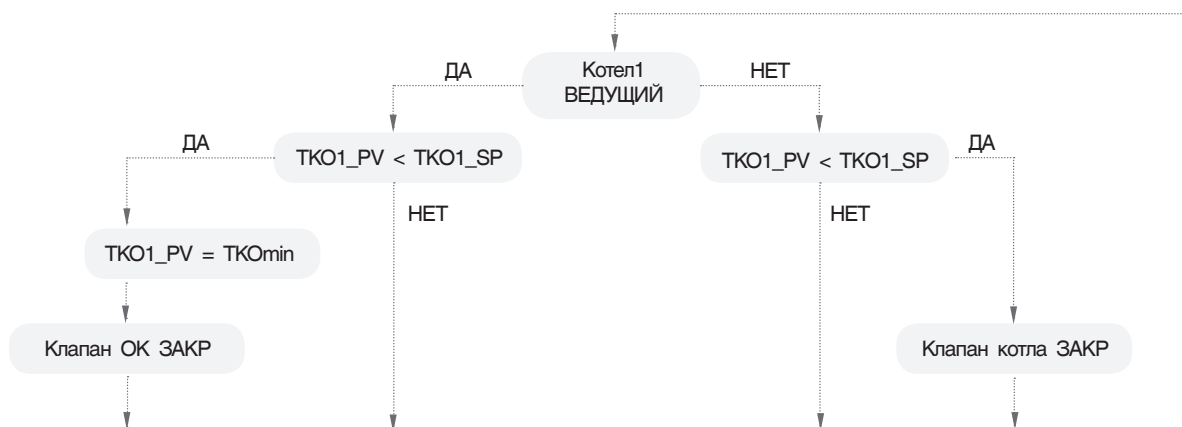 Котел1
ВЕДУЩИЙ
ДА
НЕТ
ДА
TKO1_PV < TKO1_SP
TKO1_PV < TKO1_SP
ДА
НЕТ
НЕТ
TKO1_PV = TKOmin
Клапан ОК ЗАКР
Клапан котла ЗАКР